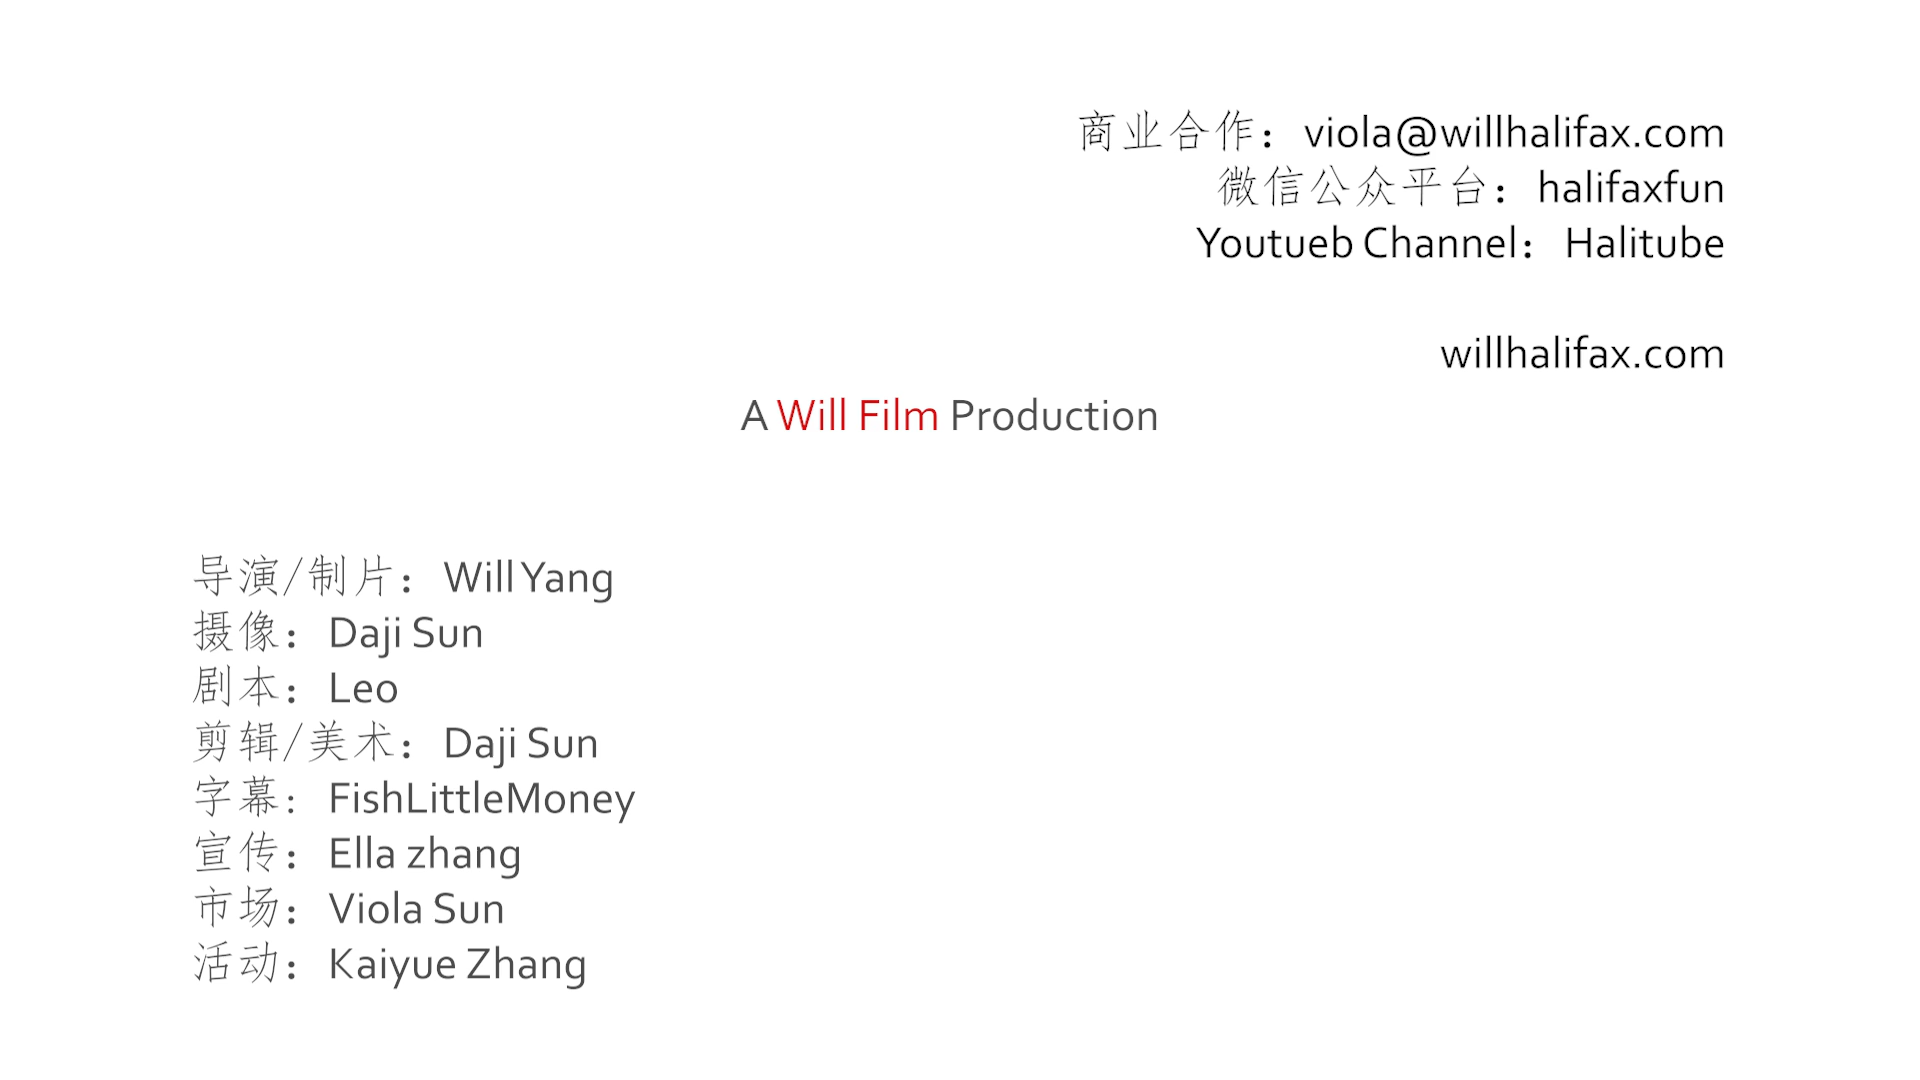 商业合作：viola@willhalifax.com
微信公众平台：halifaxfun
Youtueb Channel：Halitube
willhalifax.com
A Will Film Production
导演/制片：Will Yang
摄像：Daji Sun
剧本：Leo
剪辑/美术：Daji Sun
字幕：FishLittleMoney
宣传：Ella zhang
市场：Viola Sun
活动：Kaiyue Zhang